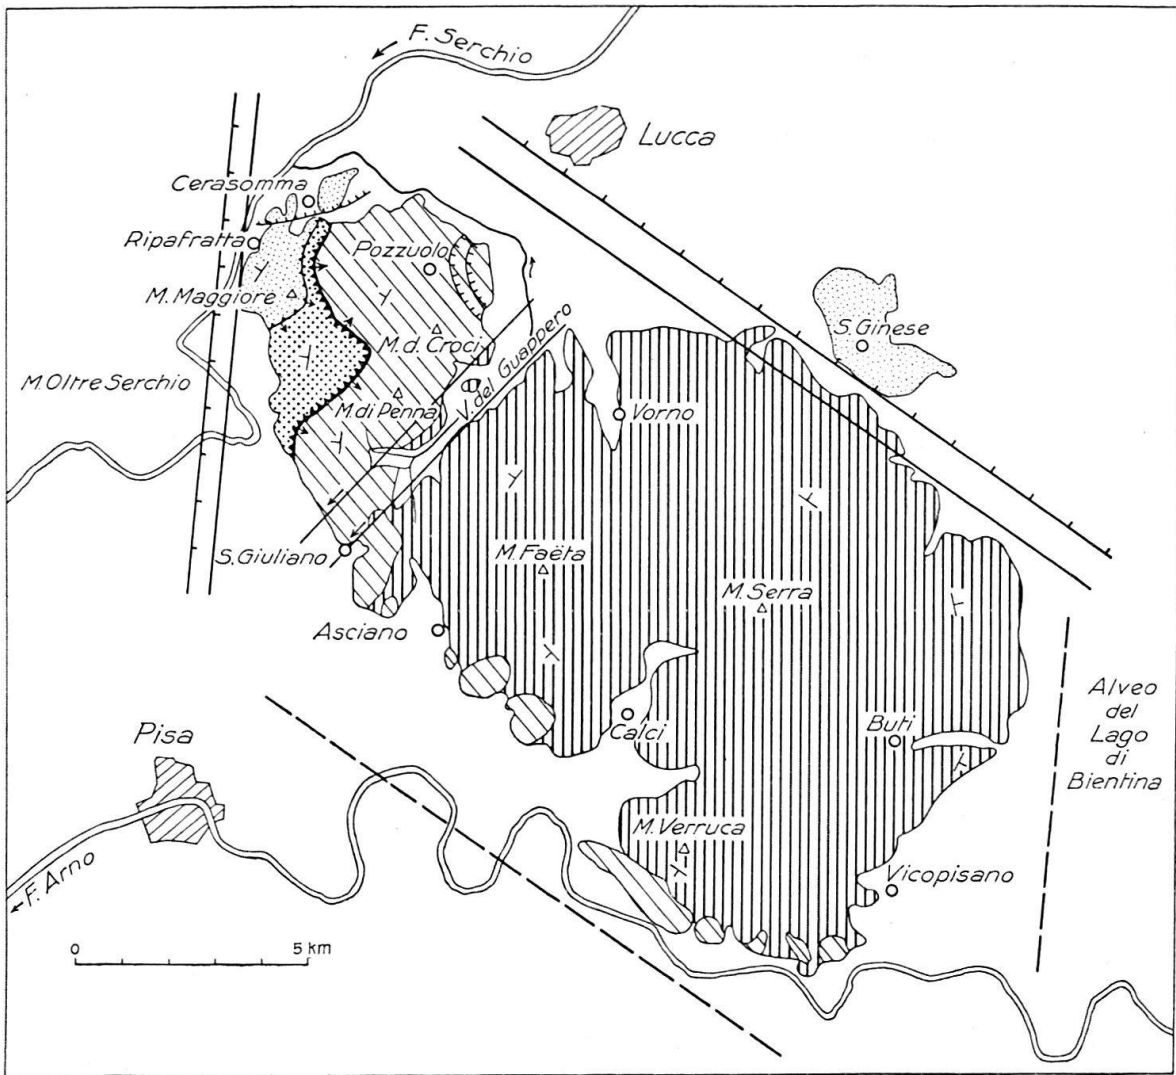 F. Serchio
Lucca
Cerasomma
Ripafratta
Pozzuolo
M. Maggiore
S. Ginese
M. d. Croci
V. del Guappero
M. Oltre Serchio
M. di Penna
Vorno
S. Giuliano
M. Faëta
M. Serra
Asciano
Alveo
del
Lago
di
Bientina
Pisa
Calci
Buti
M. Verruca
Vicopisano
F. Arno
0 5 km